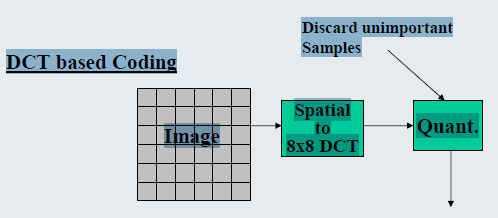 Discard unimportant
Samples
DCT based Coding
Image
Spatial
to
8x8 DCT
Quant.